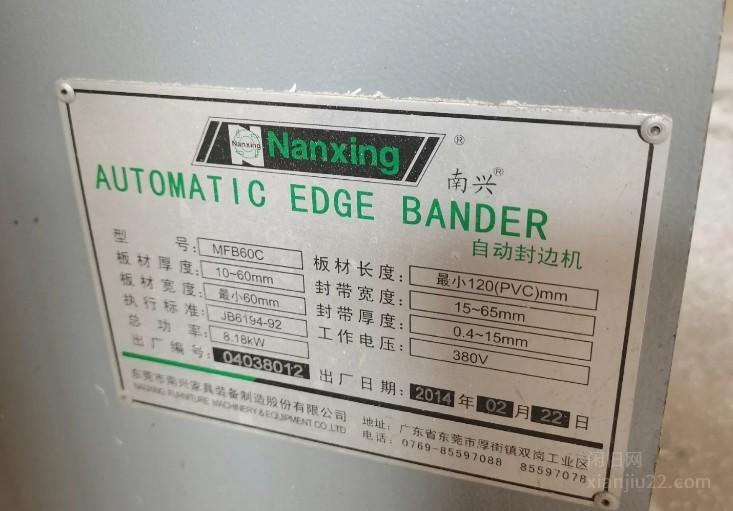 Nanxing
Nanxing®
南兴®
AUTOMATIC EDGE BANDER
自动封边机
型 号: MFB60C
板材长度: 最小120(PVC)mm
板材厚度: 10~60mm
封带宽度: 15~65mm
板材宽度: 最小60mm
封带厚度: 0.4~15mm
执行标准: JB6194-92
工作电压: 380V
总 功 率: 8.18kW
出厂编号: 04038012
出厂日期: 2014年02月22日
东莞市南兴家具装备制造股份有限公司
NANXING FURNITURE MACHINERY & EQUIPMENT CO.,LTD
地址: 广东省东莞市厚街镇双岗工业区
电话: 0769-85597088 85597078
闲旧网
xianjiu22.com